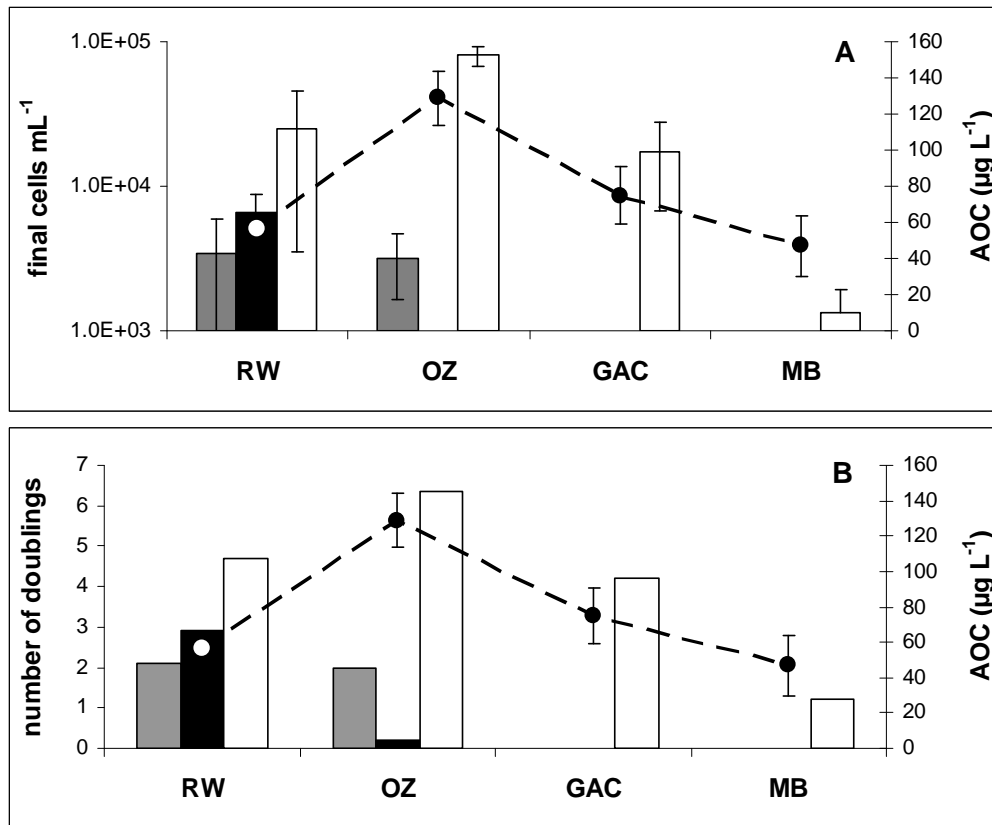 A
final cells mL⁻¹
1.0E+05
1.0E+04
1.0E+03
160
140
120
100
80
60
40
20
0
AOC (µg L⁻¹)
RW OZ GAC MB
B
number of doublings
7
6
5
4
3
2
1
0
160
140
120
100
80
60
40
20
0
AOC (µg L⁻¹)
RW OZ GAC MB